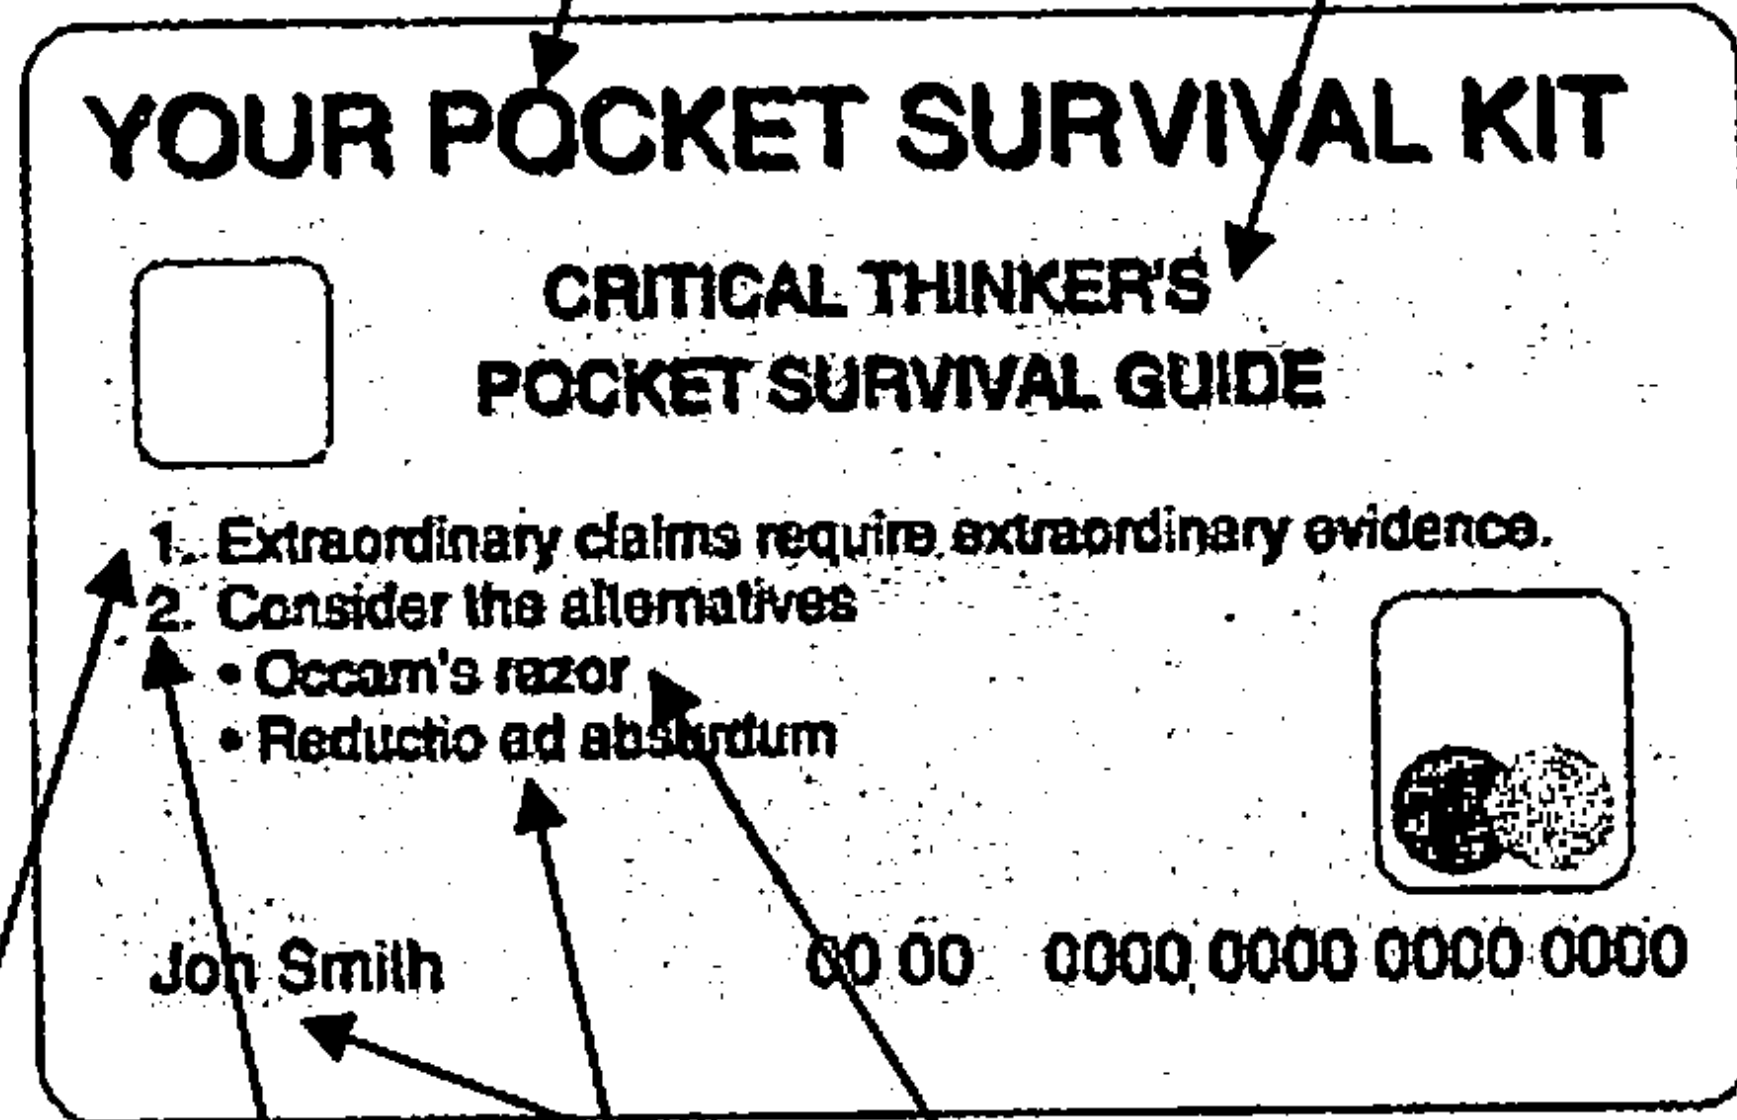 YOUR POCKET SURVIVAL KIT
CRITICAL THINKER'S
POCKET SURVIVAL GUIDE
1. Extraordinary claims require extraordinary evidence.
2. Consider the alternatives
• Occam's razor
• Reductio ad absurdum
Jon Smith 00 00 0000 0000 0000 0000